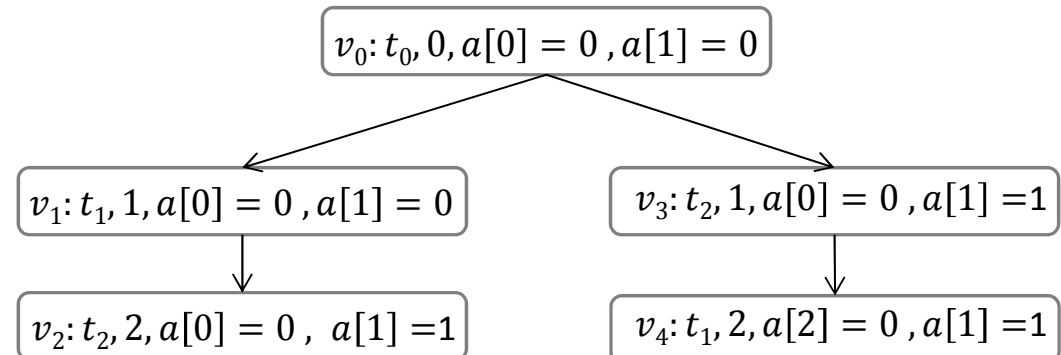 v₀: t₀, 0, a[0] = 0 , a[1] = 0
v₁: t₁, 1, a[0] = 0 , a[1] = 0
v₃: t₂, 1, a[0] = 0 , a[1] =1
v₂: t₂, 2, a[0] = 0 , a[1] =1
v₄: t₁, 2, a[2] = 0 , a[1] =1